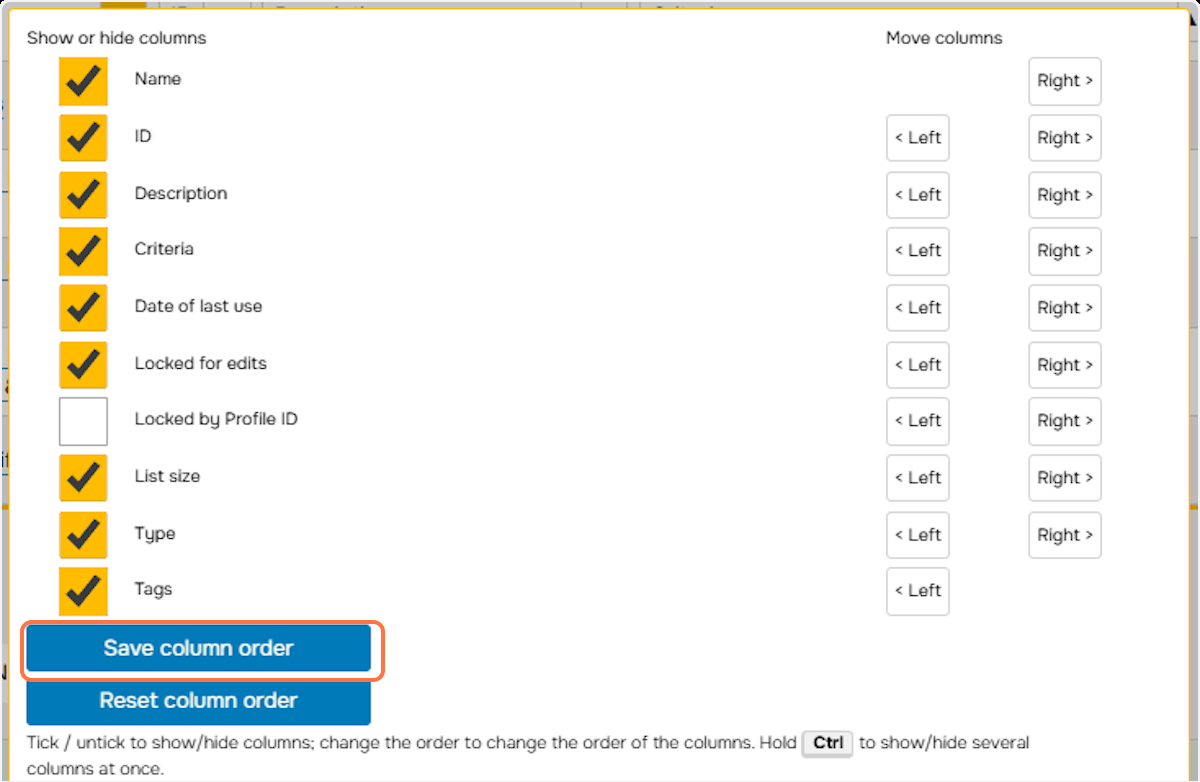 Show or hide columns Move columns
Name Right >
ID < Left Right >
Description < Left Right >
Criteria < Left Right >
Date of last use < Left Right >
Locked for edits < Left Right >
Locked by Profile ID < Left Right >
List size < Left Right >
Type < Left Right >
Tags < Left
Save column order
Reset column order
Tick / untick to show/hide columns; change the order to change the order of the columns. Hold Ctrl to show/hide several
columns at once.